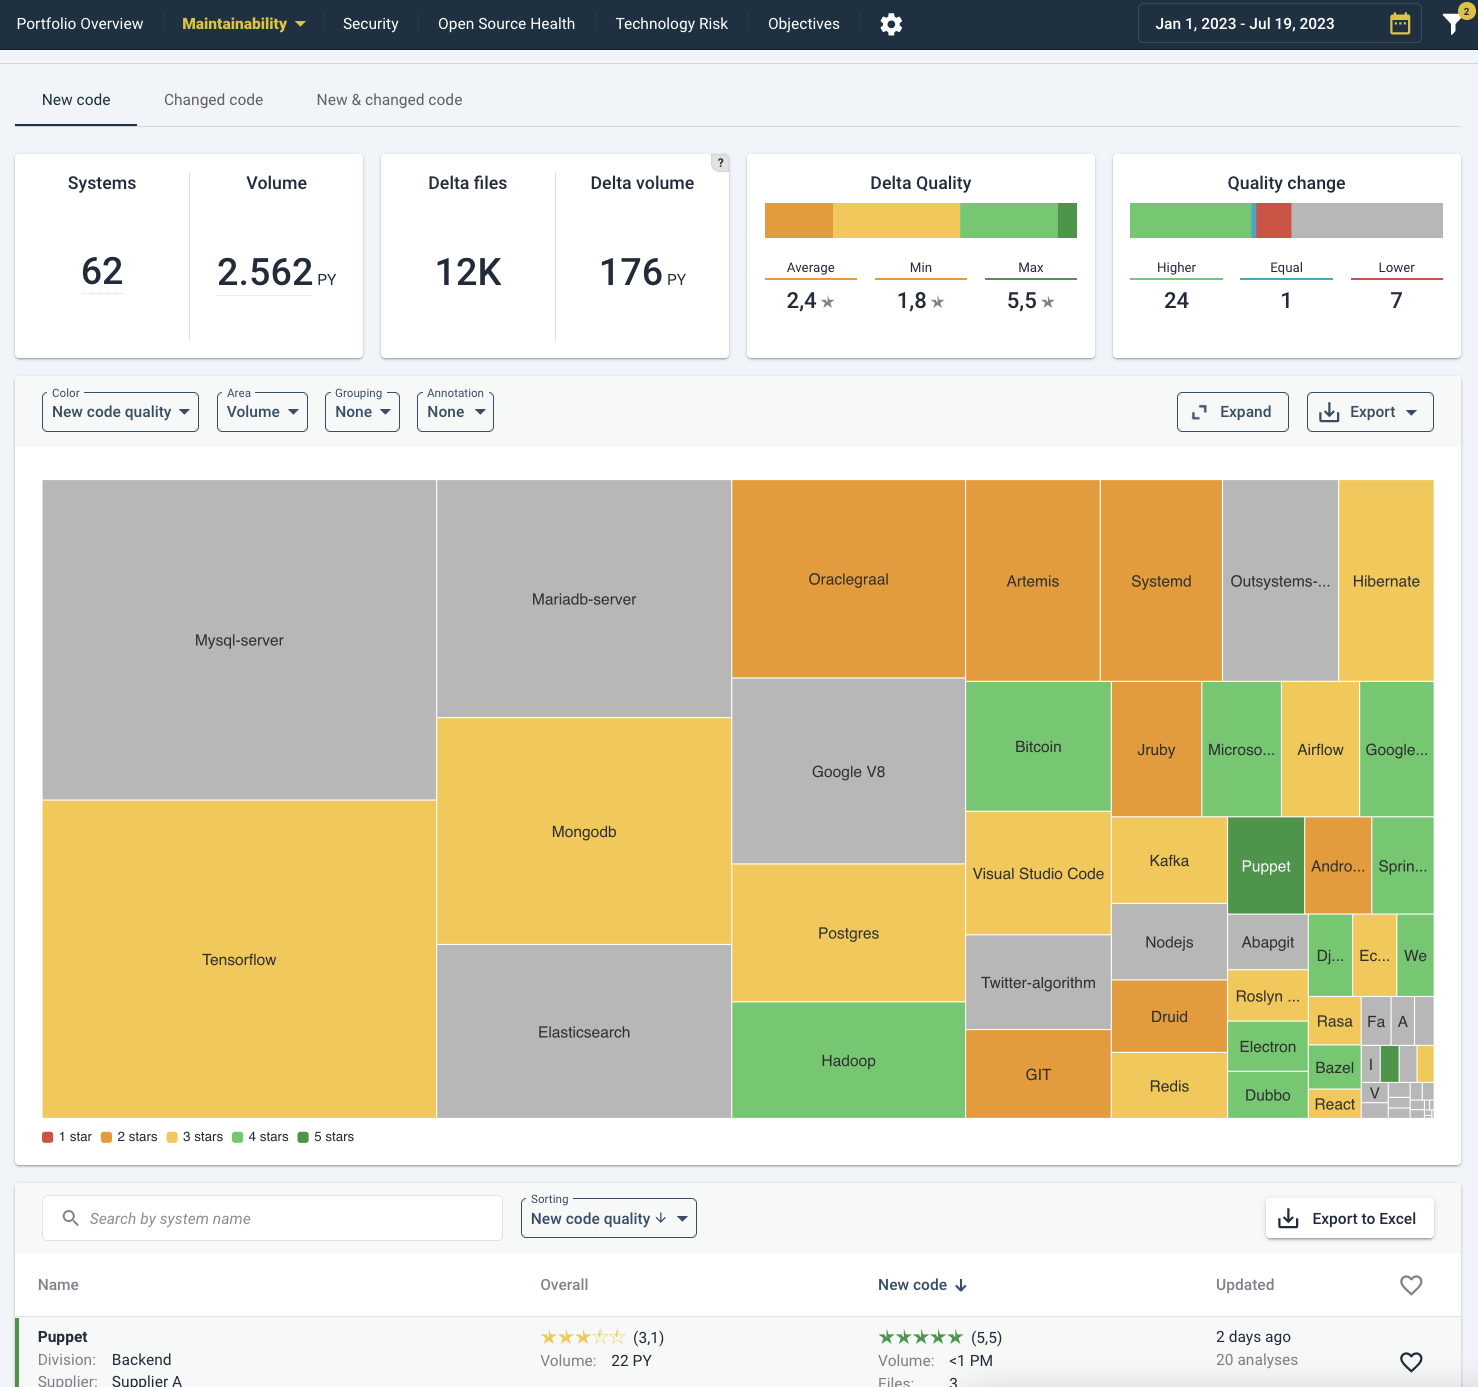 Portfolio Overview Maintainability Security Open Source Health Technology Risk Objectives Jan 1, 2023 - Jul 19, 2023 2
New code Changed code New & changed code
Systems Volume Delta files Delta volume ? Delta Quality Quality change
62 2.562 PY 12K 176 PY
Average Min Max Higher Equal Lower
2,4 1,8 5,5 24 1 7
Color Area Grouping Annotation
New code quality Volume None None Expand Export
Mysql-server
Tensorflow
Mariadb-server
Mongodb
Elasticsearch
Oraclegraal
Google V8
Postgres
Hadoop
Artemis
Systemd
Outsystems-...
Hibernate
Bitcoin
Visual Studio Code
Twitter-algorithm
GIT
Jruby
Microso...
Airflow
Google...
Kafka
Nodejs
Druid
Redis
Puppet
Andro...
Sprin...
Abapgit
Roslyn ...
Electron
Dubbo
Dj...
Ec...
We
Rasa
Bazel
React
Fa
A
I
V
1 star 2 stars 3 stars 4 stars 5 stars
Search by system name
Sorting
New code quality ↓
Export to Excel
Name Overall New code ↓ Updated
Puppet (3,1) (5,5) 2 days ago
Division: Backend Volume: 22 PY Volume: <1 PM 20 analyses
Supplier: Supplier A Files: 3